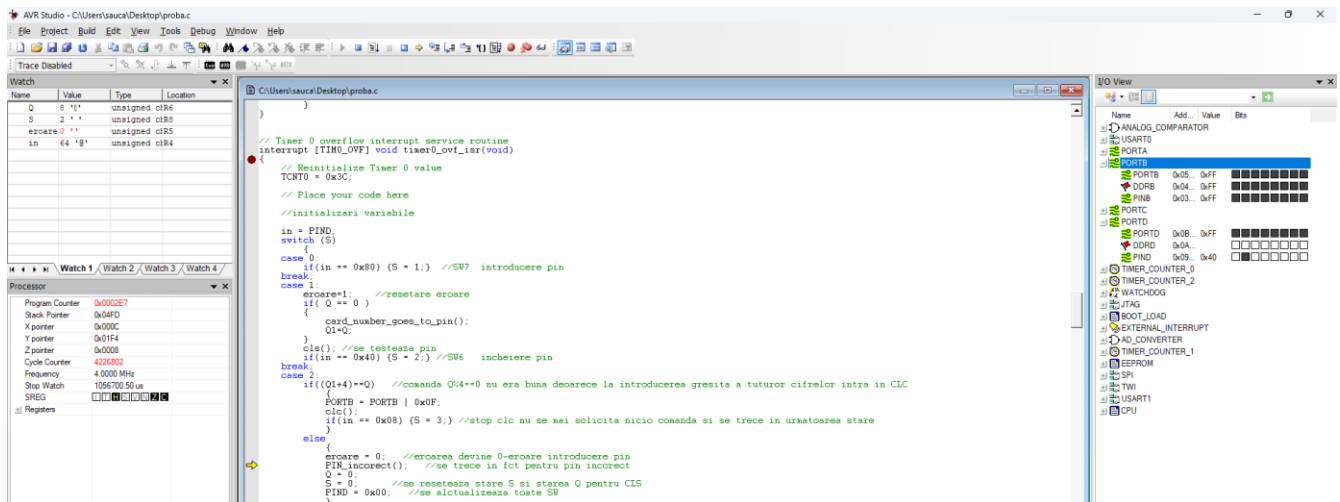 AVR Studio - C:\Users\sauca\Desktop\proba.c
File Project Build Edit View Tools Debug Window Help
Trace Disabled
Watch
Name Value Type Location
Q 8 unsigned cl R6
S 2 ' ' unsigned cl R8
eroare 0 '' unsigned cl R5
in 64 '@' unsigned cl R4
Watch 1 Watch 2 Watch 3 Watch 4
Processor
Program Counter 0x0002E7
Stack Pointer 0x04FD
X pointer 0x000C
Y pointer 0x01F4
Z pointer 0x0008
Cycle Counter 4226802
Frequency 4.0000 MHz
Stop Watch 1056700.50 us
SREG I T H S V N Z C
Registers
C:\Users\sauca\Desktop\proba.c
}
}
// Timer 0 overflow interrupt service routine
interrupt [TIM0_OVF] void timer0_ovf_isr(void)
{
// Reinitialize Timer 0 value
TCNT0 = 0x3C;
// Place your code here
//initializari variabile
in = PIND;
switch (S)
{
case 0:
if(in == 0x80) {S = 1;} //SW7 introducere pin
break;
case 1:
eroare=1; //resetare eroare
if( Q == 0 )
{
card_number_goes_to_pin();
Q1=Q;
}
cls(); //se testeaza pin
if(in == 0x40) {S = 2;} //SW6 incheiere pin
break;
case 2:
if((Q1+4)==Q) //comanda Q%4==0 nu era buna deoarece la introducerea gresita a tuturor cifrelor intra in CLC
{
PORTB = PORTB | 0x0F;
clc();
if(in == 0x08) {S = 3;} //stop clc nu se mai solicita nicio comanda si se trece in urmatoarea stare
}
else
{
eroare = 0; //eroarea devine 0-eroare introducere pin
PIN_incorect(); //se trece in fct pentru pin incorect
Q = 0;
S = 0; //se reseteaza stare S si starea Q pentru CLS
PIND = 0x00; //se alctualizeaza toate SW
}
I/O View
Name Add... Value Bits
ANALOG_COMPARATOR
USART0
PORTA
PORTB
PORTB 0x05... 0xFF
DDRB 0x04... 0xFF
PINB 0x03... 0xFF
PORTC
PORTD
PORTD 0x0B... 0xFF
DDRD 0x0A...
PIND 0x09... 0x40
TIMER_COUNTER_0
TIMER_COUNTER_2
WATCHDOG
JTAG
BOOT_LOAD
EXTERNAL_INTERRUPT
AD_CONVERTER
TIMER_COUNTER_1
EEPROM
SPI
TWI
USART1
CPU